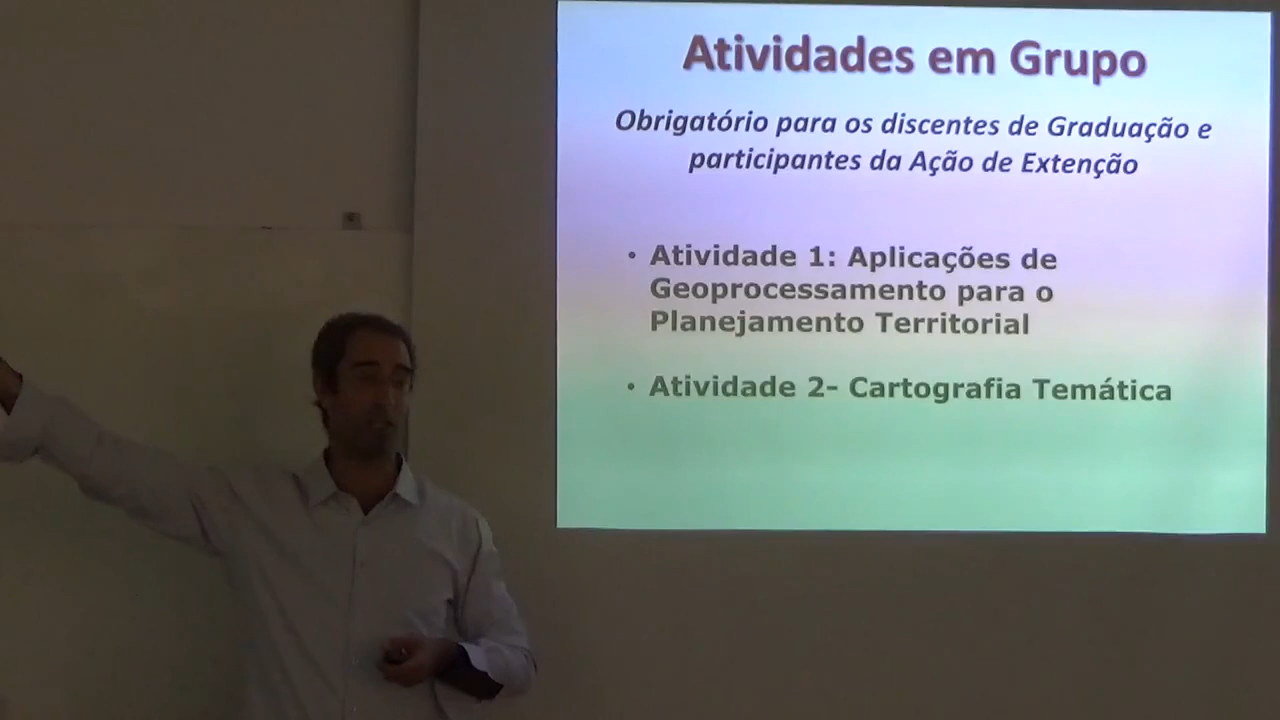 Atividades em Grupo
Obrigatório para os discentes de Graduação e
participantes da Ação de Extenção
• Atividade 1: Aplicações de
Geoprocessamento para o
Planejamento Territorial
• Atividade 2- Cartografia Temática